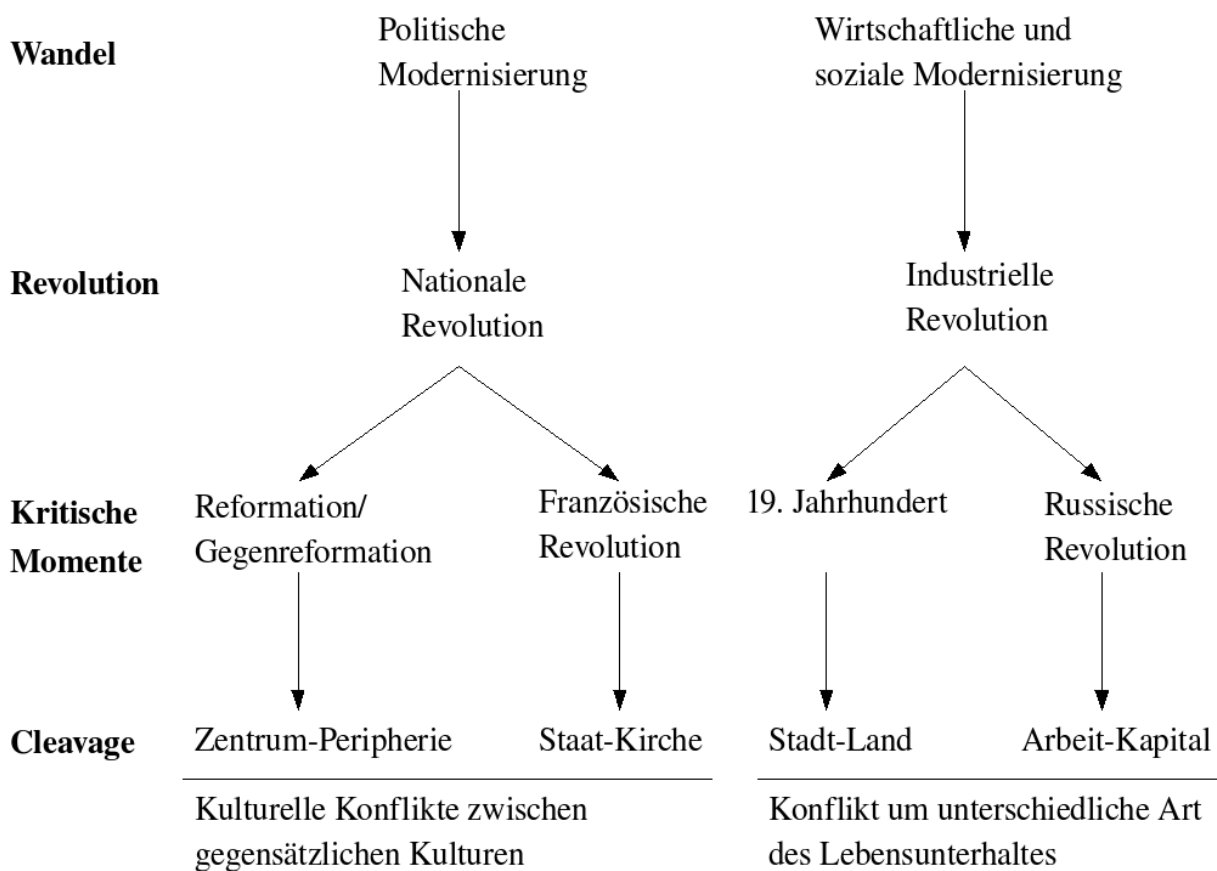 Wandel
Politische
Modernisierung
Wirtschaftliche und
soziale Modernisierung
Revolution
Nationale
Revolution
Industrielle
Revolution
Kritische
Momente
Reformation/
Gegenreformation
Französische
Revolution
19. Jahrhundert
Russische
Revolution
Cleavage
Zentrum-Peripherie
Staat-Kirche
Stadt-Land
Arbeit-Kapital
Kulturelle Konflikte zwischen
gegensätzlichen Kulturen
Konflikt um unterschiedliche Art
des Lebensunterhaltes